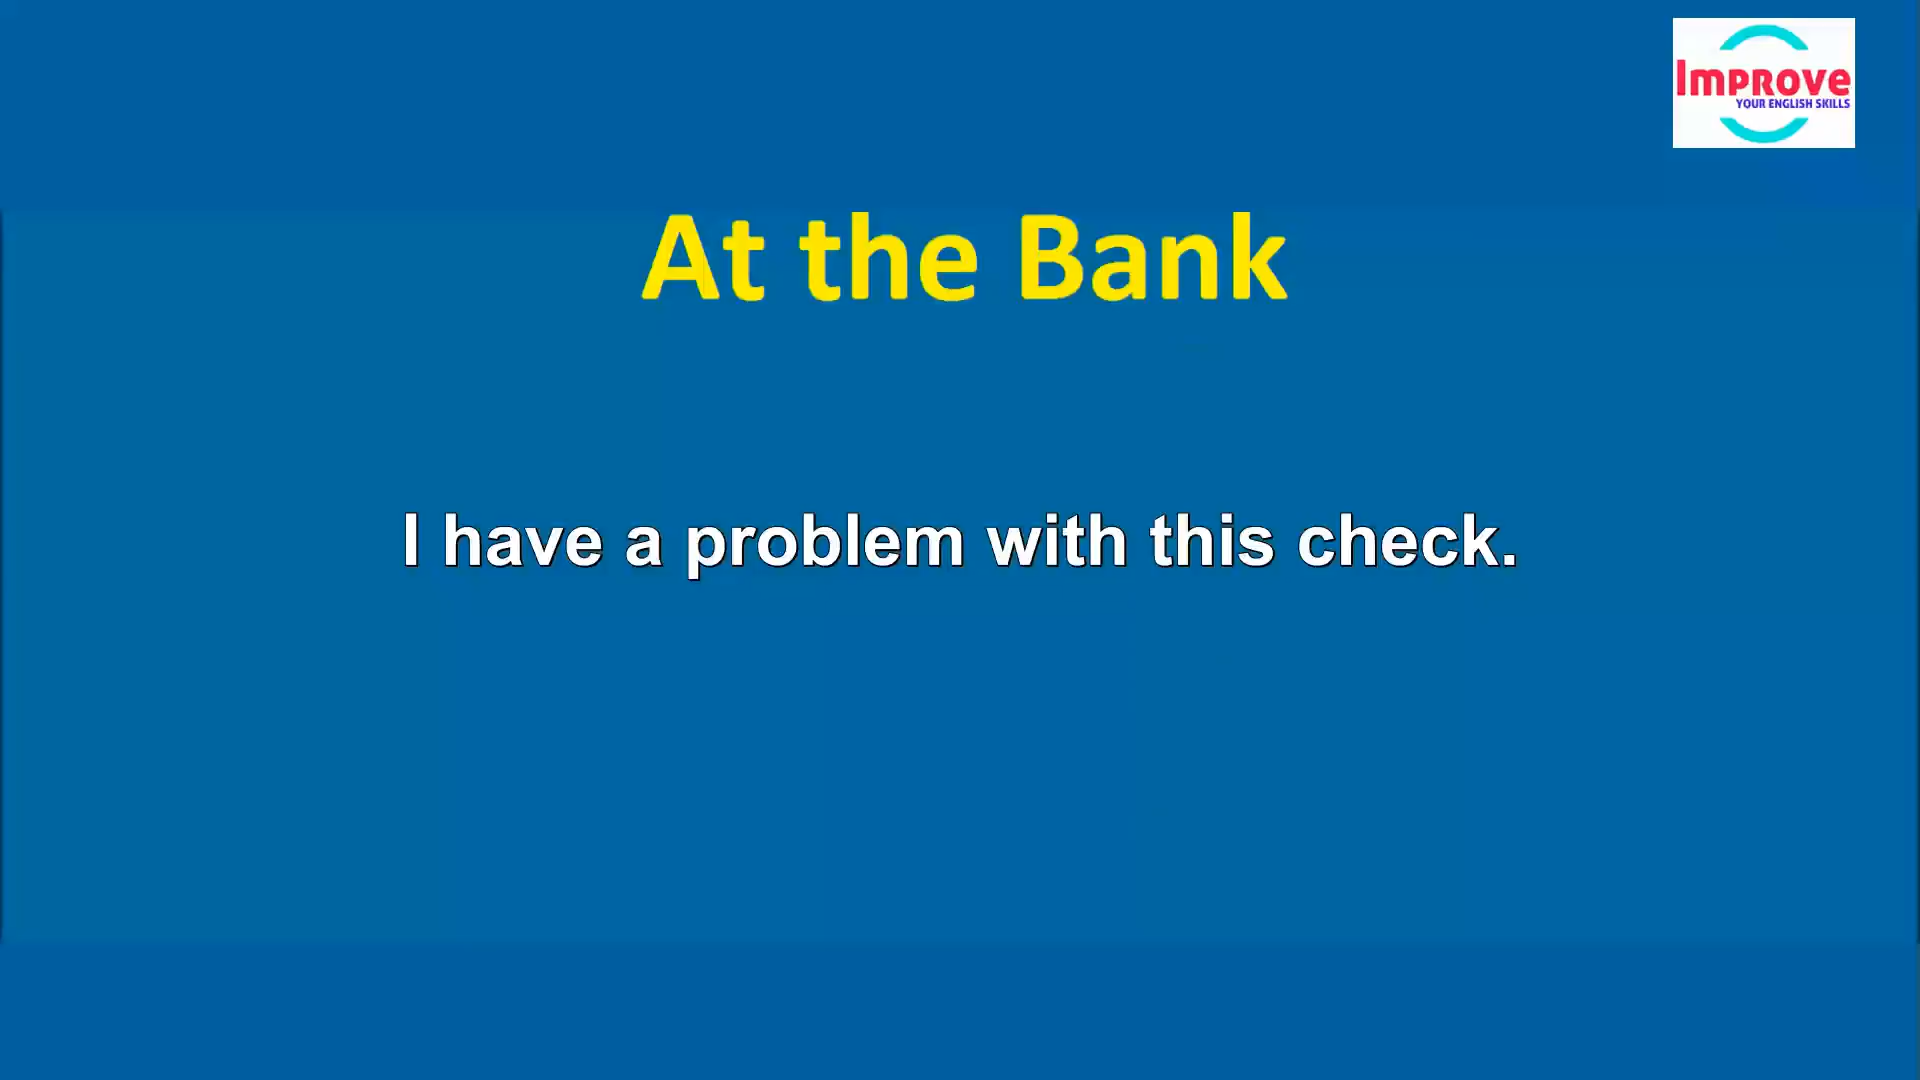 Improve
YOUR ENGLISH SKILLS
At the Bank
I have a problem with this check.